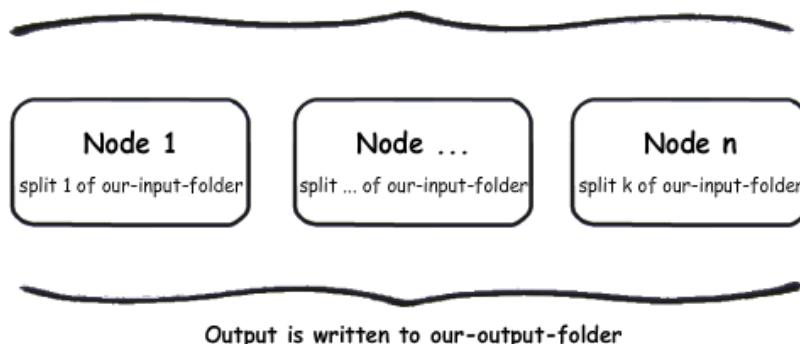 Node 1
split 1 of our-input-folder
Node ...
split ... of our-input-folder
Node n
split k of our-input-folder
Output is written to our-output-folder